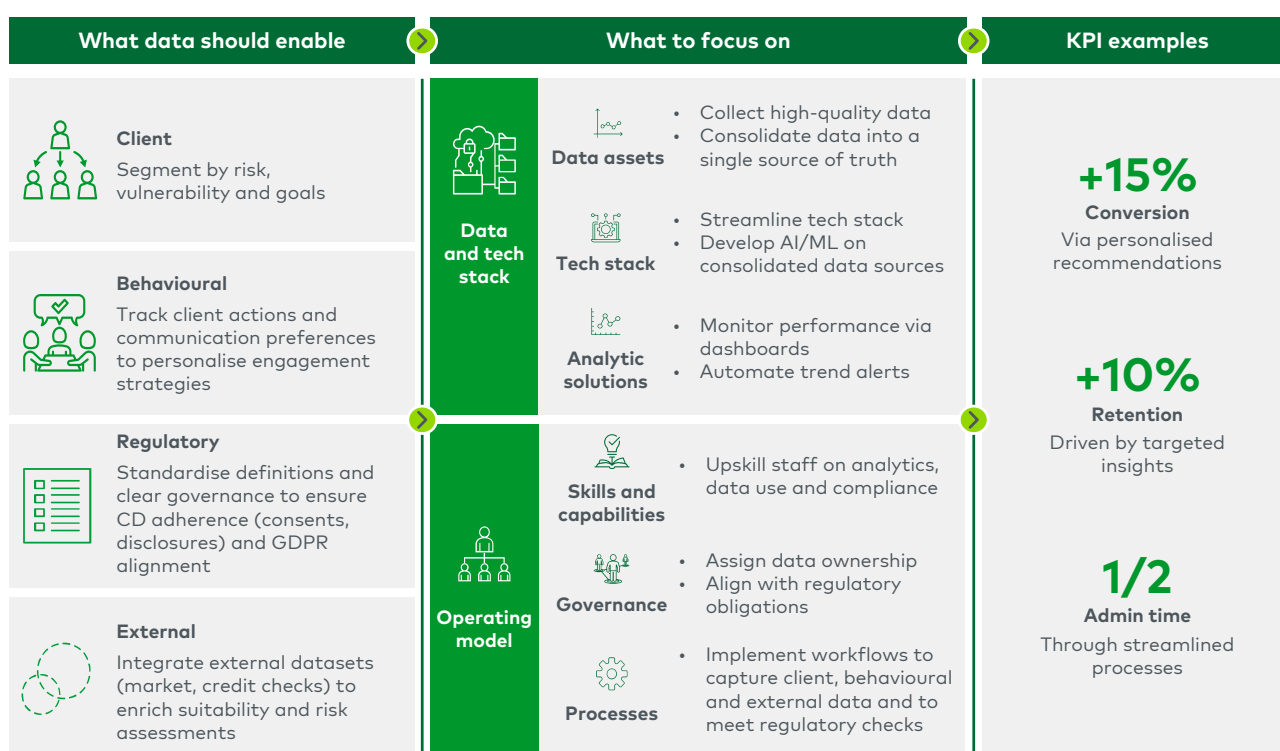 What data should enable
What to focus on
KPI examples
Client
Segment by risk,
vulnerability and goals
Behavioural
Track client actions and
communication preferences
to personalise engagement
strategies
Regulatory
Standardise definitions and
clear governance to ensure
CD adherence (consents,
disclosures) and GDPR
alignment
External
Integrate external datasets
(market, credit checks) to
enrich suitability and risk
assessments
Data
and tech
stack
Data assets
• Collect high-quality data
• Consolidate data into a
single source of truth
Tech stack
• Streamline tech stack
• Develop AI/ML on
consolidated data sources
Analytic
solutions
• Monitor performance via
dashboards
• Automate trend alerts
Operating
model
Skills and
capabilities
• Upskill staff on analytics,
data use and compliance
Governance
• Assign data ownership
• Align with regulatory
obligations
Processes
• Implement workflows to
capture client, behavioural
and external data and to
meet regulatory checks
+15%
Conversion
Via personalised
recommendations
+10%
Retention
Driven by targeted
insights
1/2
Admin time
Through streamlined
processes